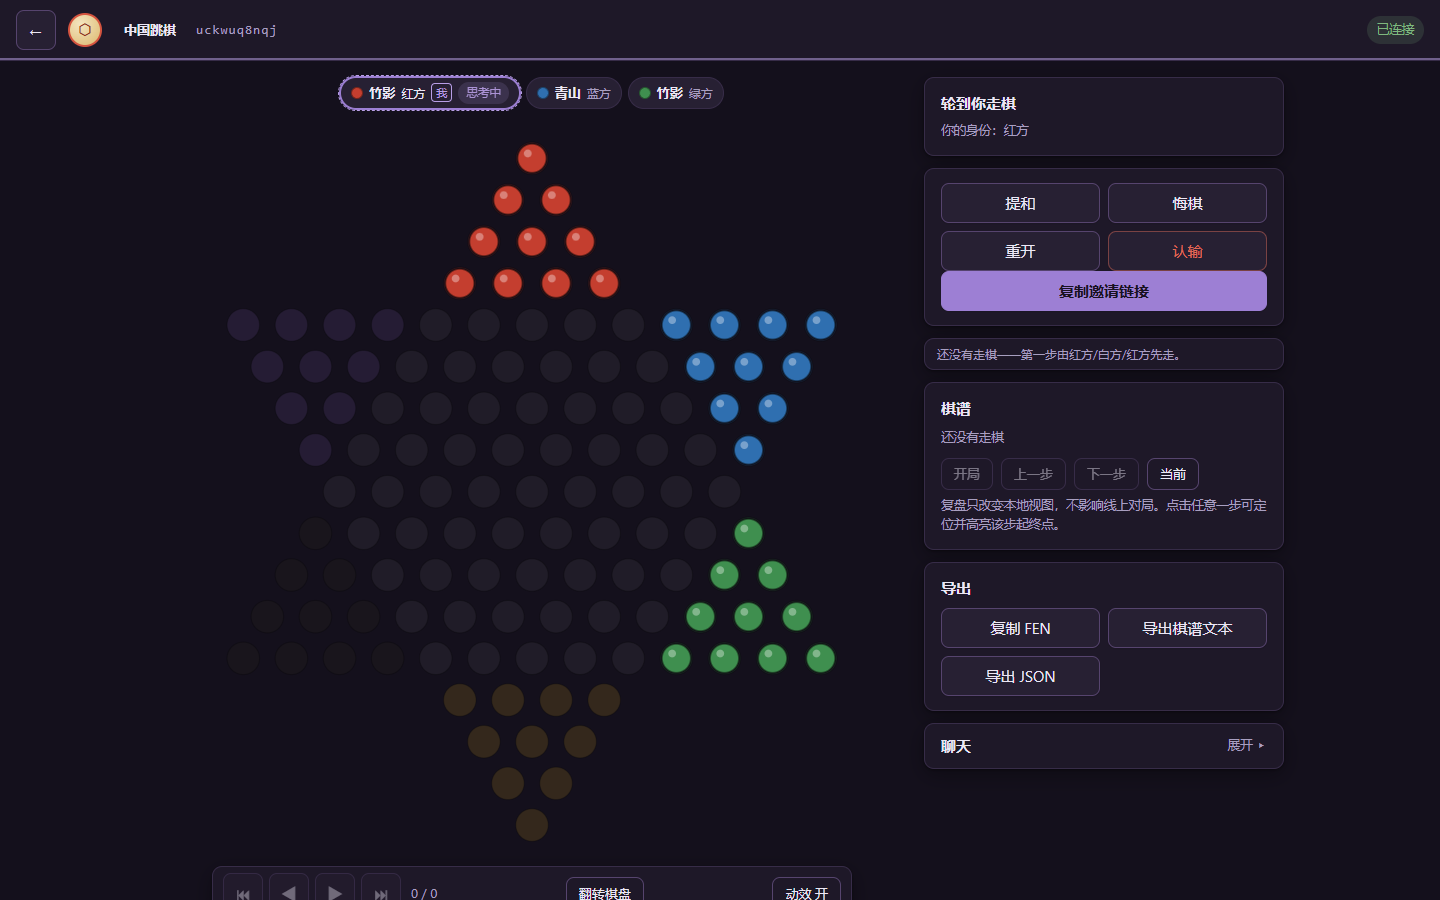 ←
中国跳棋
uckwuq8nqj
已连接
竹影 红方 我 思考中
青山 蓝方
竹影 绿方
轮到你走棋
你的身份：红方
提和
悔棋
重开
认输
复制邀请链接
还没有走棋——第一步由红方/白方/红方先走。
棋谱
还没有走棋
开局
上一步
下一步
当前
复盘只改变本地视图，不影响线上对局。点击任意一步可定
位并高亮该步起终点。
导出
复制 FEN
导出棋谱文本
导出 JSON
聊天
展开 ▸
0 / 0
翻转棋盘
动效 开